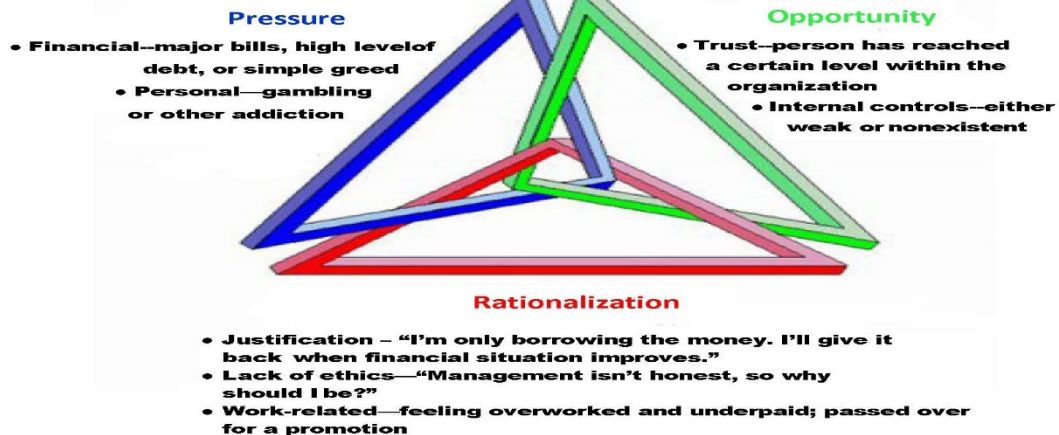 Pressure
• Financial--major bills, high levelof
debt, or simple greed
• Personal—gambling
or other addiction
Opportunity
• Trust--person has reached
a certain level within the
organization
• Internal controls--either
weak or nonexistent
Rationalization
• Justification – “I’m only borrowing the money. I’ll give it
back when financial situation improves.”
• Lack of ethics—“Management isn’t honest, so why
should I be?”
• Work-related—feeling overworked and underpaid; passed over
for a promotion